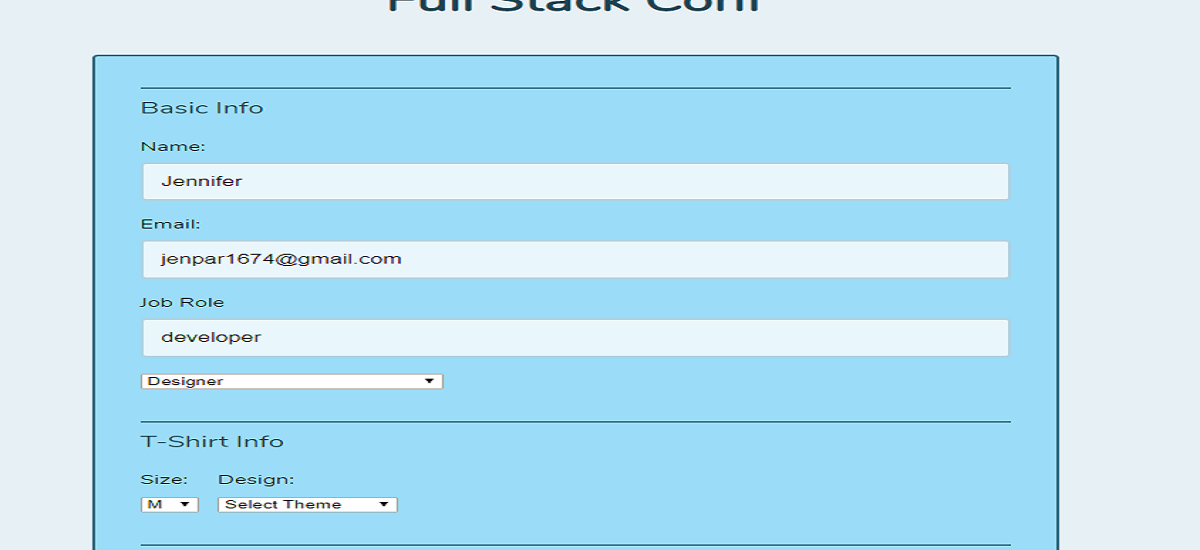 Full Stack Conf
Basic Info
Name:
Jennifer
Email:
jenpar1674@gmail.com
Job Role
developer
Designer
T-Shirt Info
Size: Design:
M Select Theme